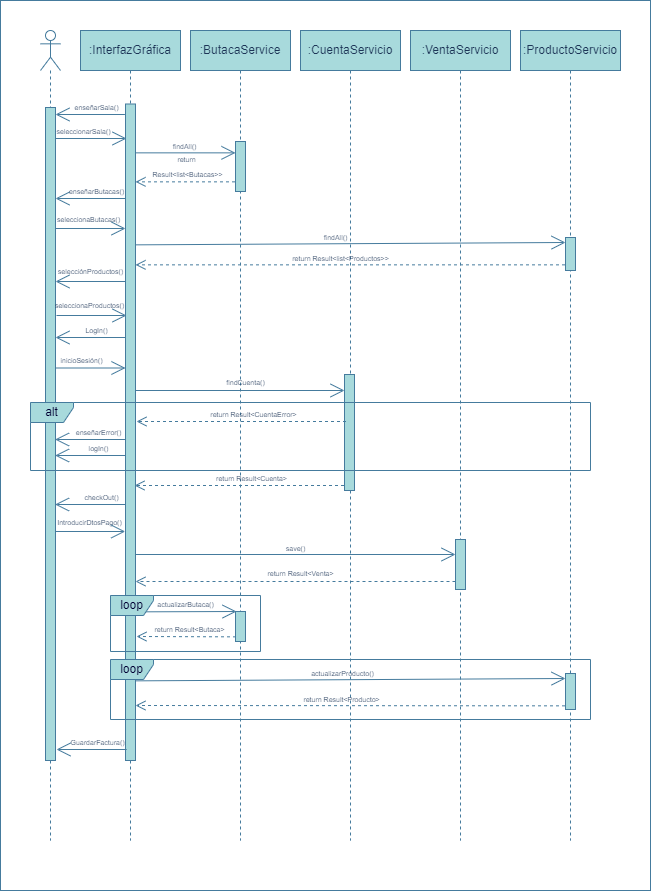 :InterfazGráfica
:ButacaService
:CuentaServicio
:VentaServicio
:ProductoServicio
enseñarSala()
seleccionarSala()
findAll()
return
Result<list<Butacas>>
enseñarButacas()
seleccionaButacas()
findAll()
return Result<list<Productos>>
selecciónProductos()
seleccionaProductos()
LogIn()
inicioSesión()
findCuenta()
alt
return Result<CuentaError>
enseñarError()
logIn()
return Result<Cuenta>
checkOut()
IntroducirDtosPago()
save()
return Result<Venta>
loop
actualizarButaca()
return Result<Butaca>
loop
actualizarProducto()
return Result<Producto>
GuardarFactura()